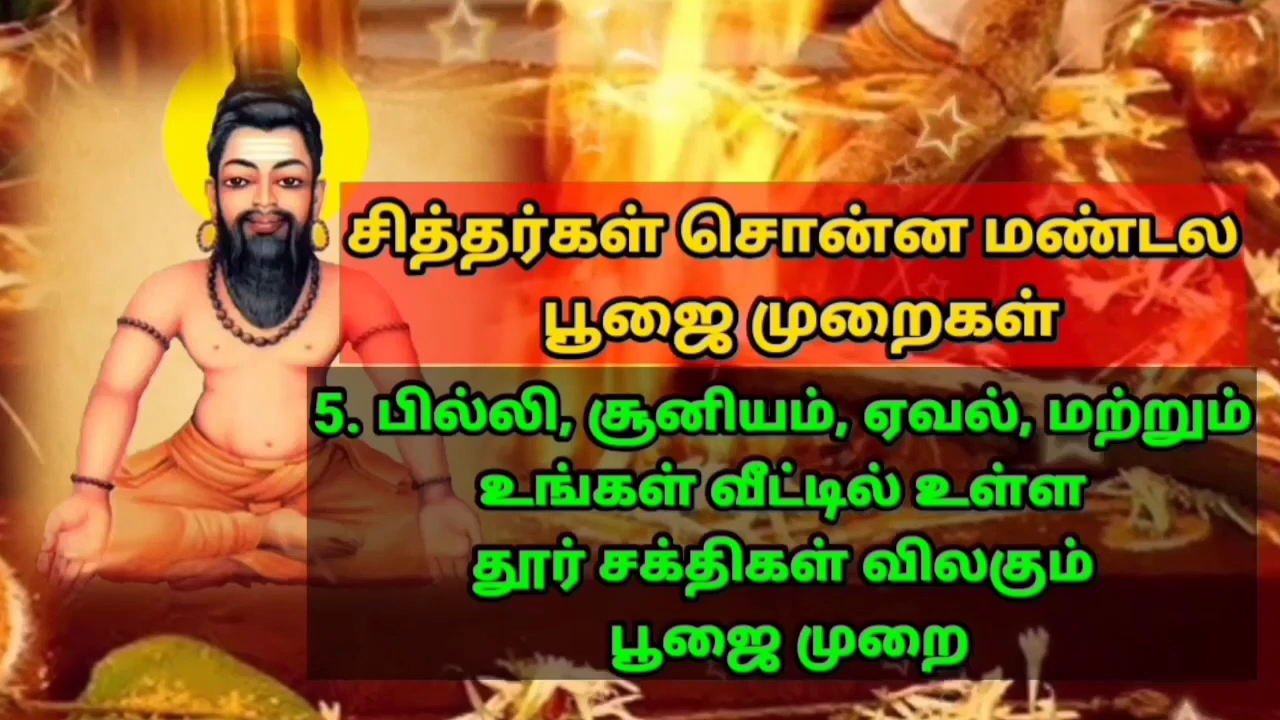 சித்தர்கள் சொன்ன மண்டல
பூஜை முறைகள்
5. பில்லி, சூனியம், ஏவல், மற்றும்
உங்கள் வீட்டில் உள்ள
தூர் சக்திகள் விலகும்
பூஜை முறை